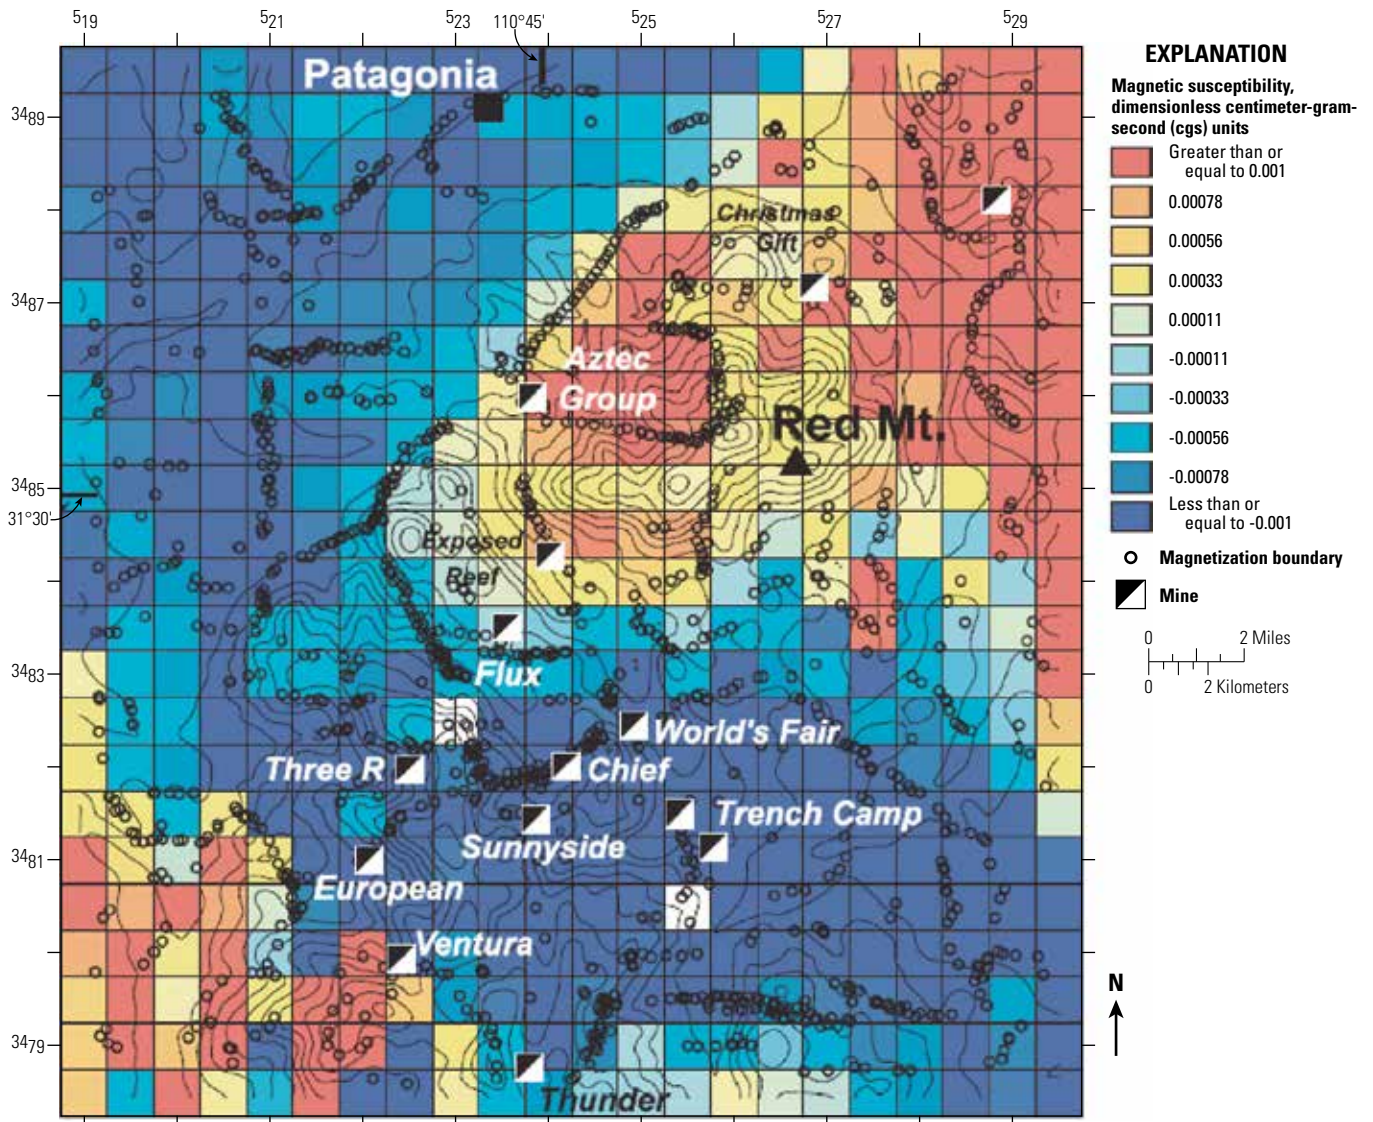 519
521
523
110°45'
525
527
529
Patagonia
3489
Christmas
Gift
3487
Aztec
Group
Red Mt.
3485
31°30'
Exposed
Reef
Flux
3483
World's Fair
Three R
Chief
Trench Camp
Sunnyside
3481
European
Ventura
3479
Thunder
EXPLANATION
Magnetic susceptibility,
dimensionless centimeter-gram-
second (cgs) units
Greater than or
equal to 0.001
0.00078
0.00056
0.00033
0.00011
-0.00011
-0.00033
-0.00056
-0.00078
Less than or
equal to -0.001
Magnetization boundary
Mine
0 2 Miles
0 2 Kilometers
N